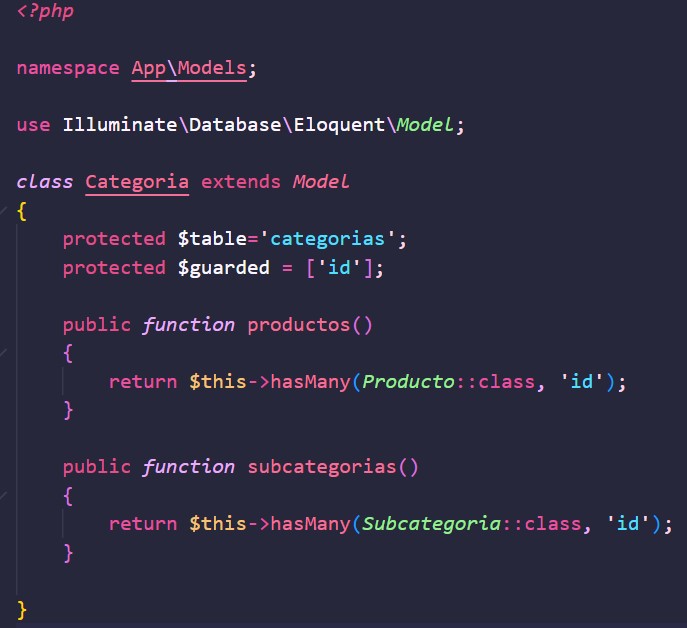 <?php
namespace App\Models;
use Illuminate\Database\Eloquent\Model;
class Categoria extends Model
{
    protected $table='categorias';
    protected $guarded = ['id'];
    public function productos()
    {
        return $this->hasMany(Producto::class, 'id');
    }
    public function subcategorias()
    {
        return $this->hasMany(Subcategoria::class, 'id');
    }
}